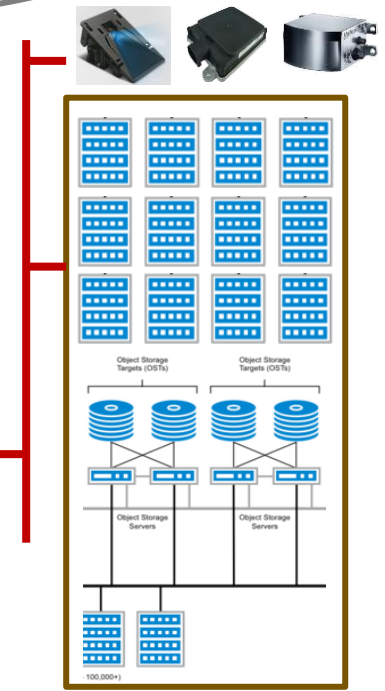 Object Storage
Targets (OSTs)
Object Storage
Targets (OSTs)
Object Storage
Servers
Object Storage
Servers
100,000+)